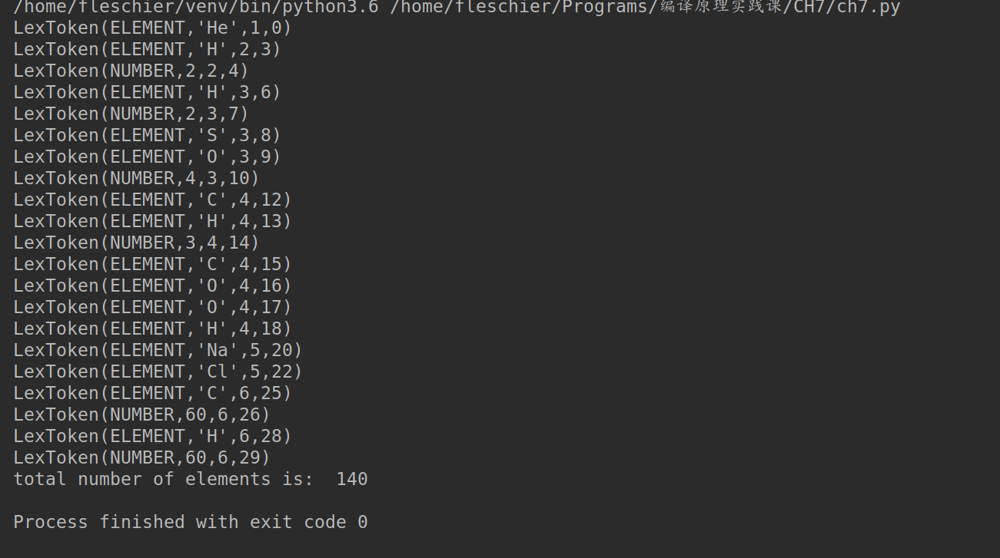 /home/fleschier/venv/bin/python3.6 /home/fleschier/Programs/编译原理实践课/CH7/ch7.py
LexToken(ELEMENT,'He',1,0)
LexToken(ELEMENT,'H',2,3)
LexToken(NUMBER,2,2,4)
LexToken(ELEMENT,'H',3,6)
LexToken(NUMBER,2,3,7)
LexToken(ELEMENT,'S',3,8)
LexToken(ELEMENT,'O',3,9)
LexToken(NUMBER,4,3,10)
LexToken(ELEMENT,'C',4,12)
LexToken(ELEMENT,'H',4,13)
LexToken(NUMBER,3,4,14)
LexToken(ELEMENT,'C',4,15)
LexToken(ELEMENT,'O',4,16)
LexToken(ELEMENT,'O',4,17)
LexToken(ELEMENT,'H',4,18)
LexToken(ELEMENT,'Na',5,20)
LexToken(ELEMENT,'Cl',5,22)
LexToken(ELEMENT,'C',6,25)
LexToken(NUMBER,60,6,26)
LexToken(ELEMENT,'H',6,28)
LexToken(NUMBER,60,6,29)
total number of elements is:  140
Process finished with exit code 0